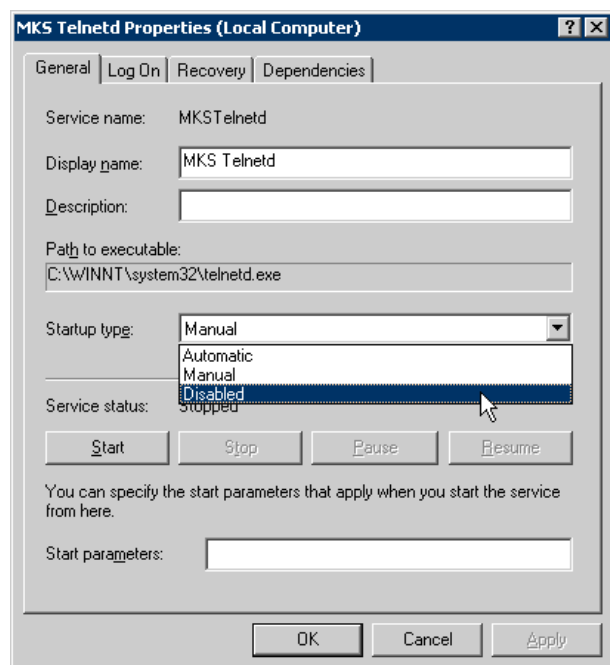 MKS Telnetd Properties (Local Computer)
General Log On Recovery Dependencies
Service name: MKSTelnetd
Display name: MKS Telnetd
Description:
Path to executable:
C:\WINNT\system32\telnetd.exe
Startup type: Manual
Automatic
Manual
Disabled
Service status: Stopped
Start Stop Pause Resume
You can specify the start parameters that apply when you start the service
from here.
Start parameters:
OK Cancel Apply